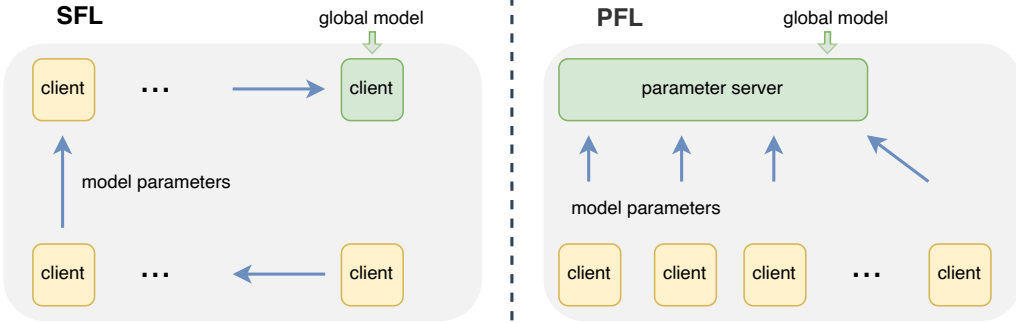 SFL
global model
client
...
client
model parameters
client
...
client
PFL
global model
parameter server
model parameters
client
client
client
...
client